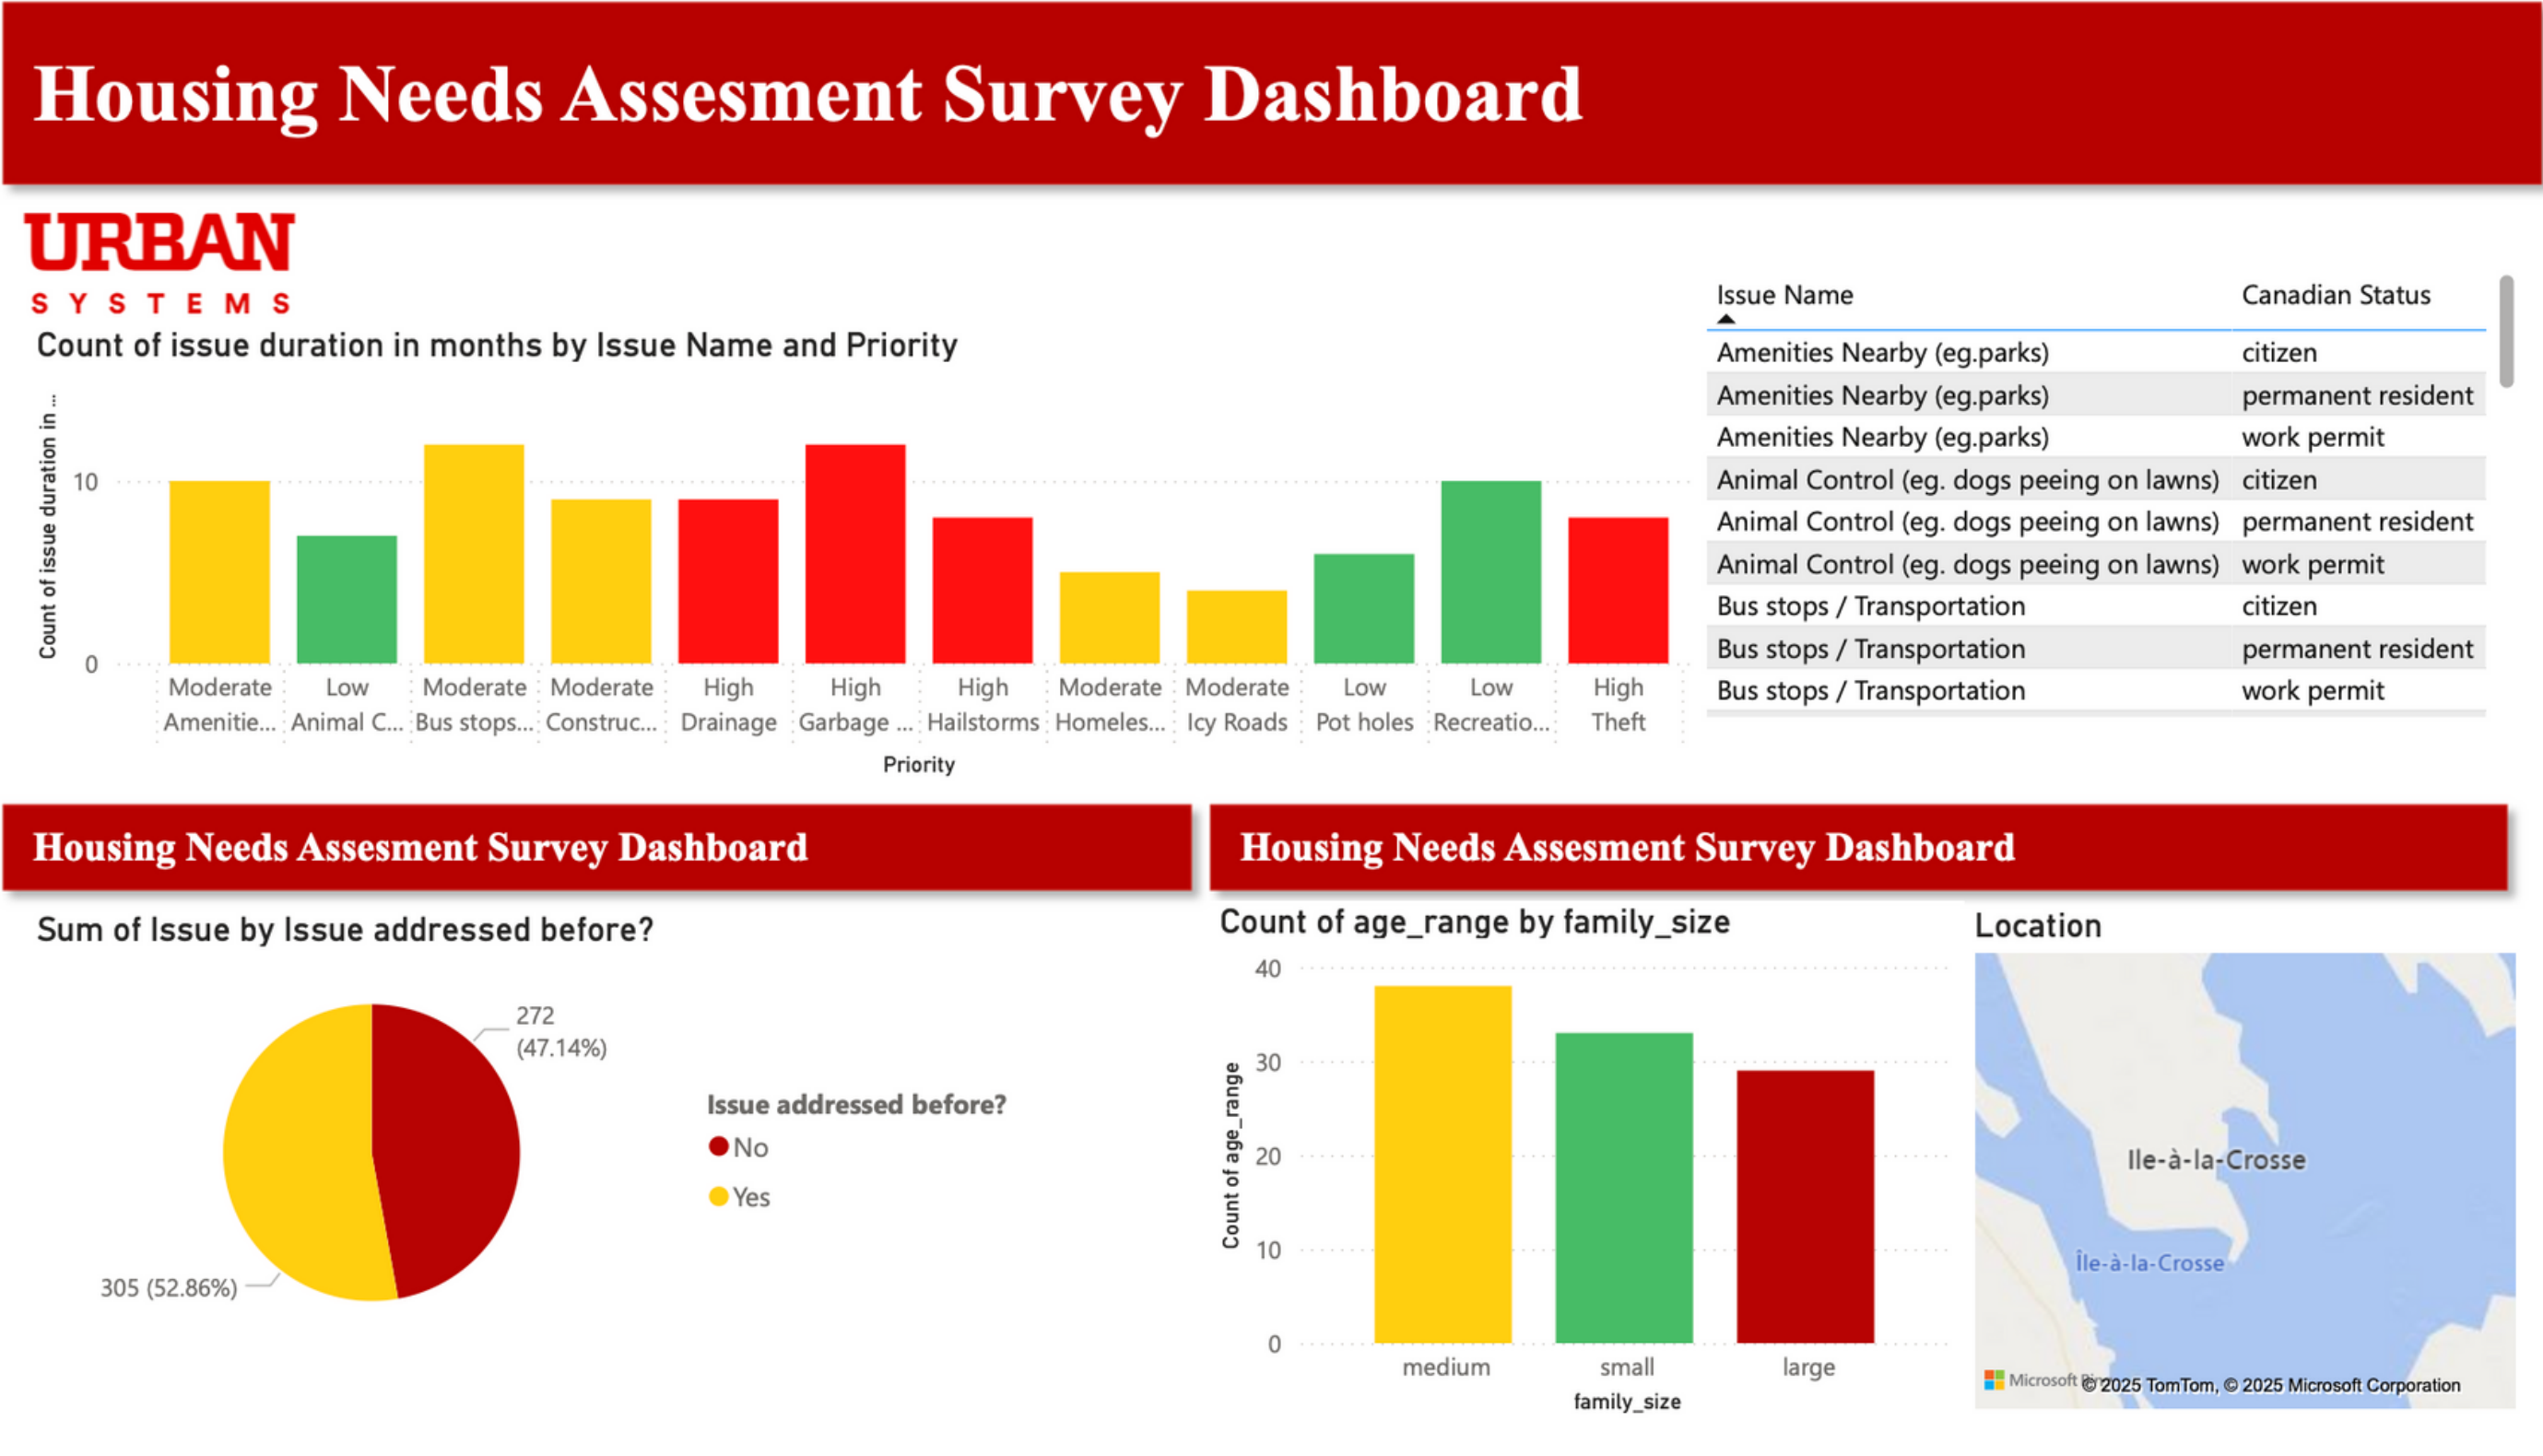 Housing Needs Assesment Survey Dashboard
URBAN
SYSTEMS
Count of issue duration in months by Issue Name and Priority
Count of issue duration in ...
10
0
Moderate Low Moderate Moderate High High High Moderate Moderate Low Low High
Amenitie... Animal C... Bus stops... Construc... Drainage Garbage ... Hailstorms Homeles... Icy Roads Pot holes Recreatio... Theft
Priority
Issue Name Canadian Status
Amenities Nearby (eg.parks) citizen
Amenities Nearby (eg.parks) permanent resident
Amenities Nearby (eg.parks) work permit
Animal Control (eg. dogs peeing on lawns) citizen
Animal Control (eg. dogs peeing on lawns) permanent resident
Animal Control (eg. dogs peeing on lawns) work permit
Bus stops / Transportation citizen
Bus stops / Transportation permanent resident
Bus stops / Transportation work permit
Housing Needs Assesment Survey Dashboard
Sum of Issue by Issue addressed before?
272
(47.14%)
305 (52.86%)
Issue addressed before?
No
Yes
Housing Needs Assesment Survey Dashboard
Count of age_range by family_size
Count of age_range
40
30
20
10
0
medium small large
family_size
Location
Ile-à-la-Crosse
Île-à-la-Crosse
Microsoft
© 2025 TomTom, © 2025 Microsoft Corporation